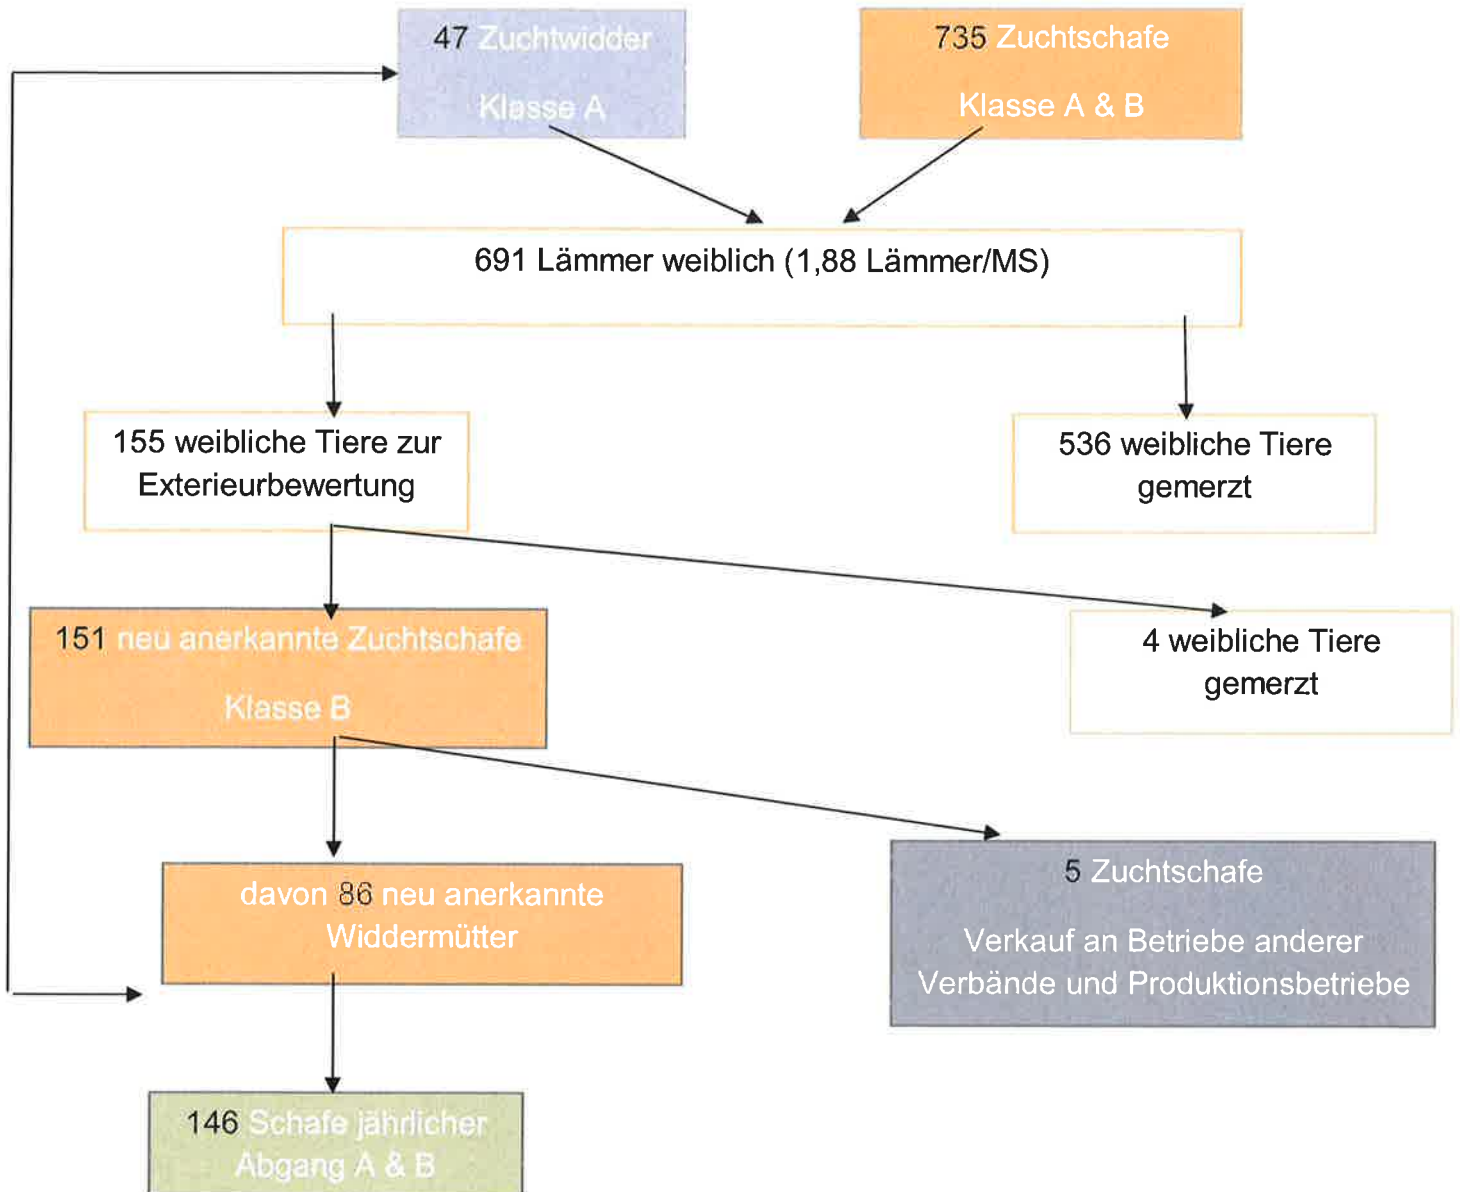 47 Zuchtwidder
Klasse A
735 Zuchtschafe
Klasse A & B
691 Lämmer weiblich (1,88 Lämmer/MS)
155 weibliche Tiere zur
Exterieurbewertung
536 weibliche Tiere
gemerzt
151 neu anerkannte Zuchtschafe
Klasse B
4 weibliche Tiere
gemerzt
davon 86 neu anerkannte
Widdermütter
5 Zuchtschafe
Verkauf an Betriebe anderer
Verbände und Produktionsbetriebe
146 Schafe jährlicher
Abgang A & B